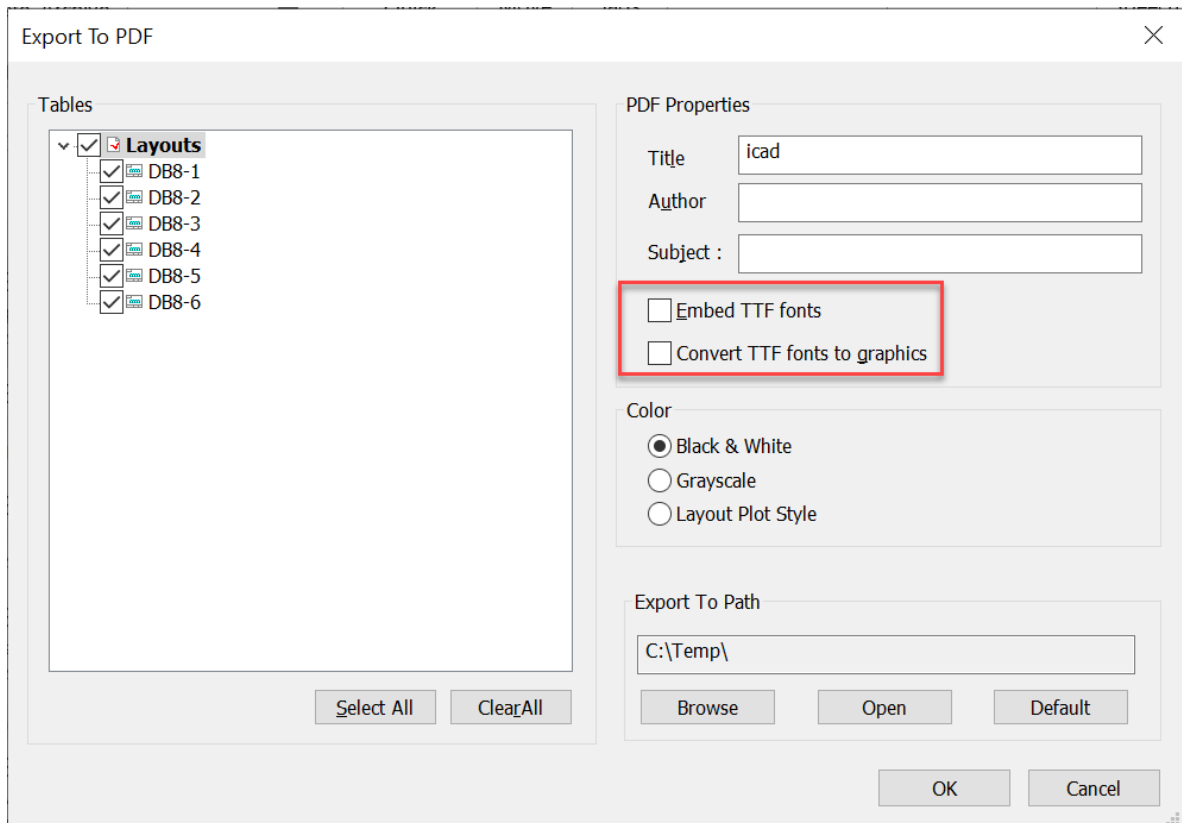 Export To PDF
Tables
Layouts
DB8-1
DB8-2
DB8-3
DB8-4
DB8-5
DB8-6
Select All
ClearAll
PDF Properties
Title
icad
Author
Subject :
Embed TTF fonts
Convert TTF fonts to graphics
Color
Black & White
Grayscale
Layout Plot Style
Export To Path
C:\Temp\
Browse
Open
Default
OK
Cancel